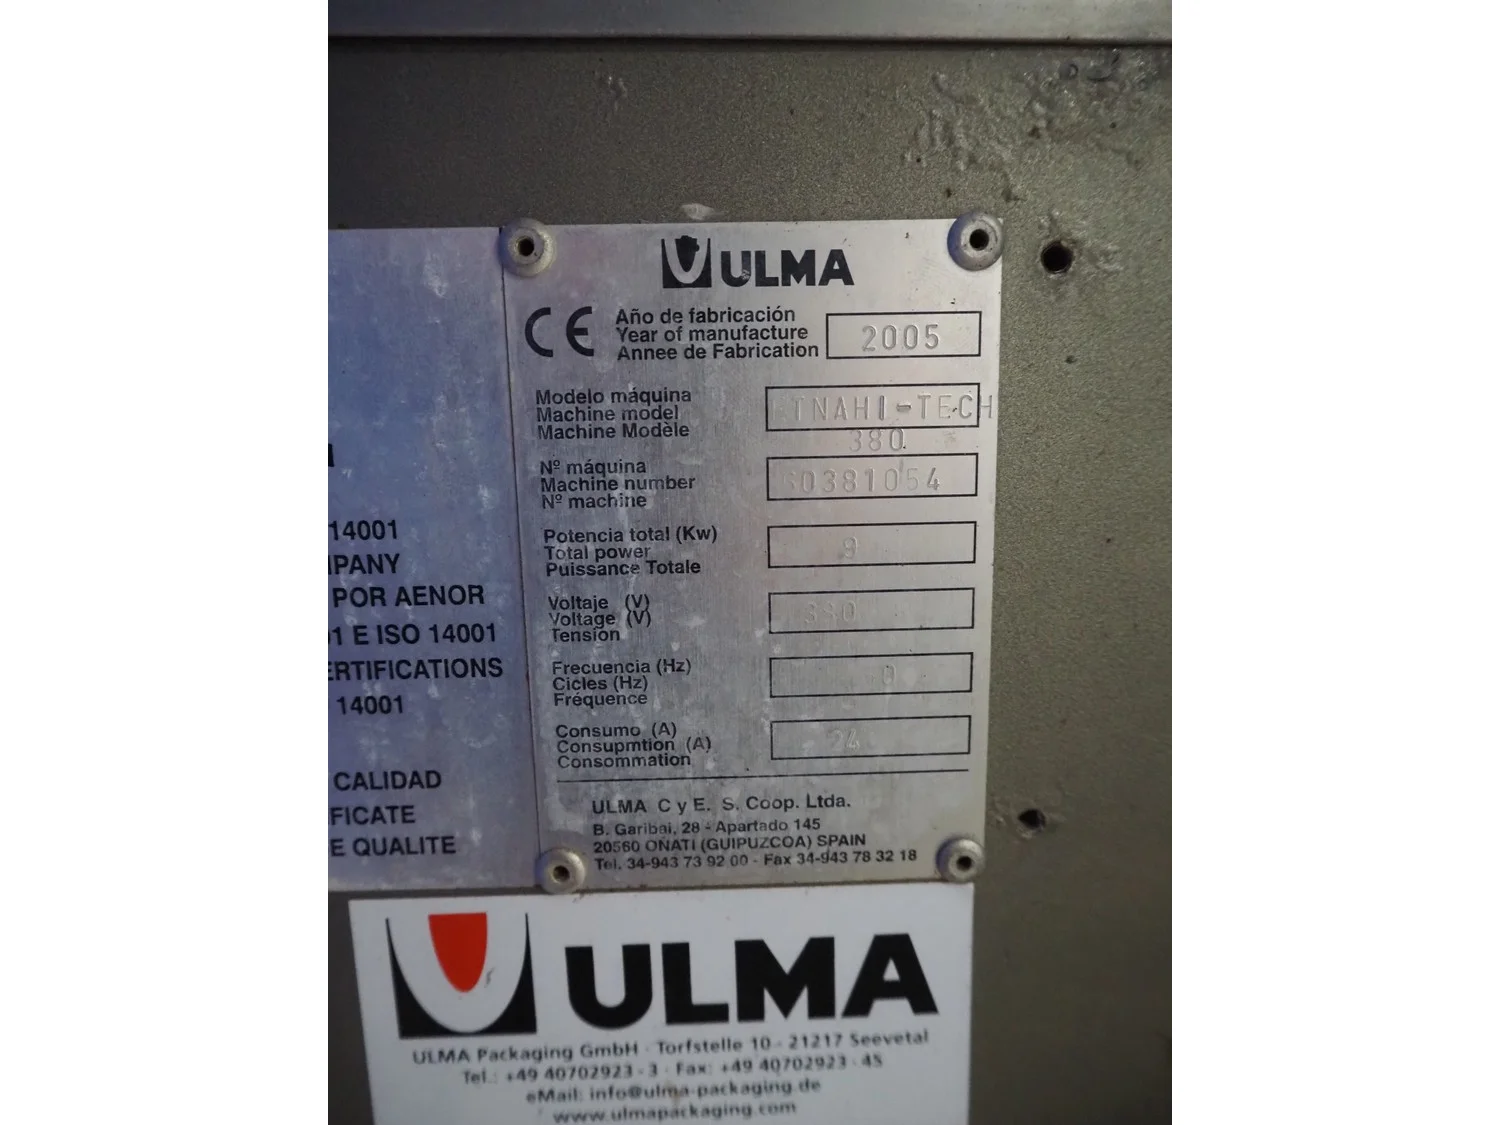 14001
POR AENOR
E ISO 14001
14001
CALIDAD
QUALITE
ULMA
CE
Año de fabricación
Year of manufacture
Annee de Fabrication
2005
Modelo máquina
Machine model
Machine Modèle
380
Nº máquina
Machine number
Nº machine
Potencia total (Kw)
Total power
Puissance Totale
9
Voltaje (V)
Voltage (V)
Tension
Frecuencia (Hz)
Cicles (Hz)
Fréquence
Consumo (A)
Consupmtion (A)
Consommation
24
ULMA C y E. S. Coop. Ltda.
B. Garibai, 28 - Apartado 145
20560 OÑATI (GUIPUZCOA) SPAIN
Tel. 34-943 73 92 00 - Fax 34-943 78 32 18
ULMA
ULMA Packaging GmbH · Torfstelle 10 · 21217 Seevetal
Tel.: +49 40702923 - 3 · Fax: +49 40702923 - 45
eMail: info@ulma-packaging.de
www.ulmapackaging.com